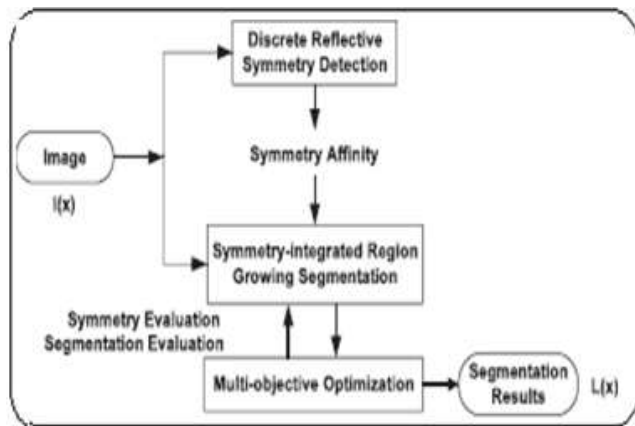 Discrete Reflective
Symmetry Detection
Image
I(x)
Symmetry Affinity
Symmetry-integrated Region
Growing Segmentation
Symmetry Evaluation
Segmentation Evaluation
Multi-objective Optimization
Segmentation
Results
L(x)